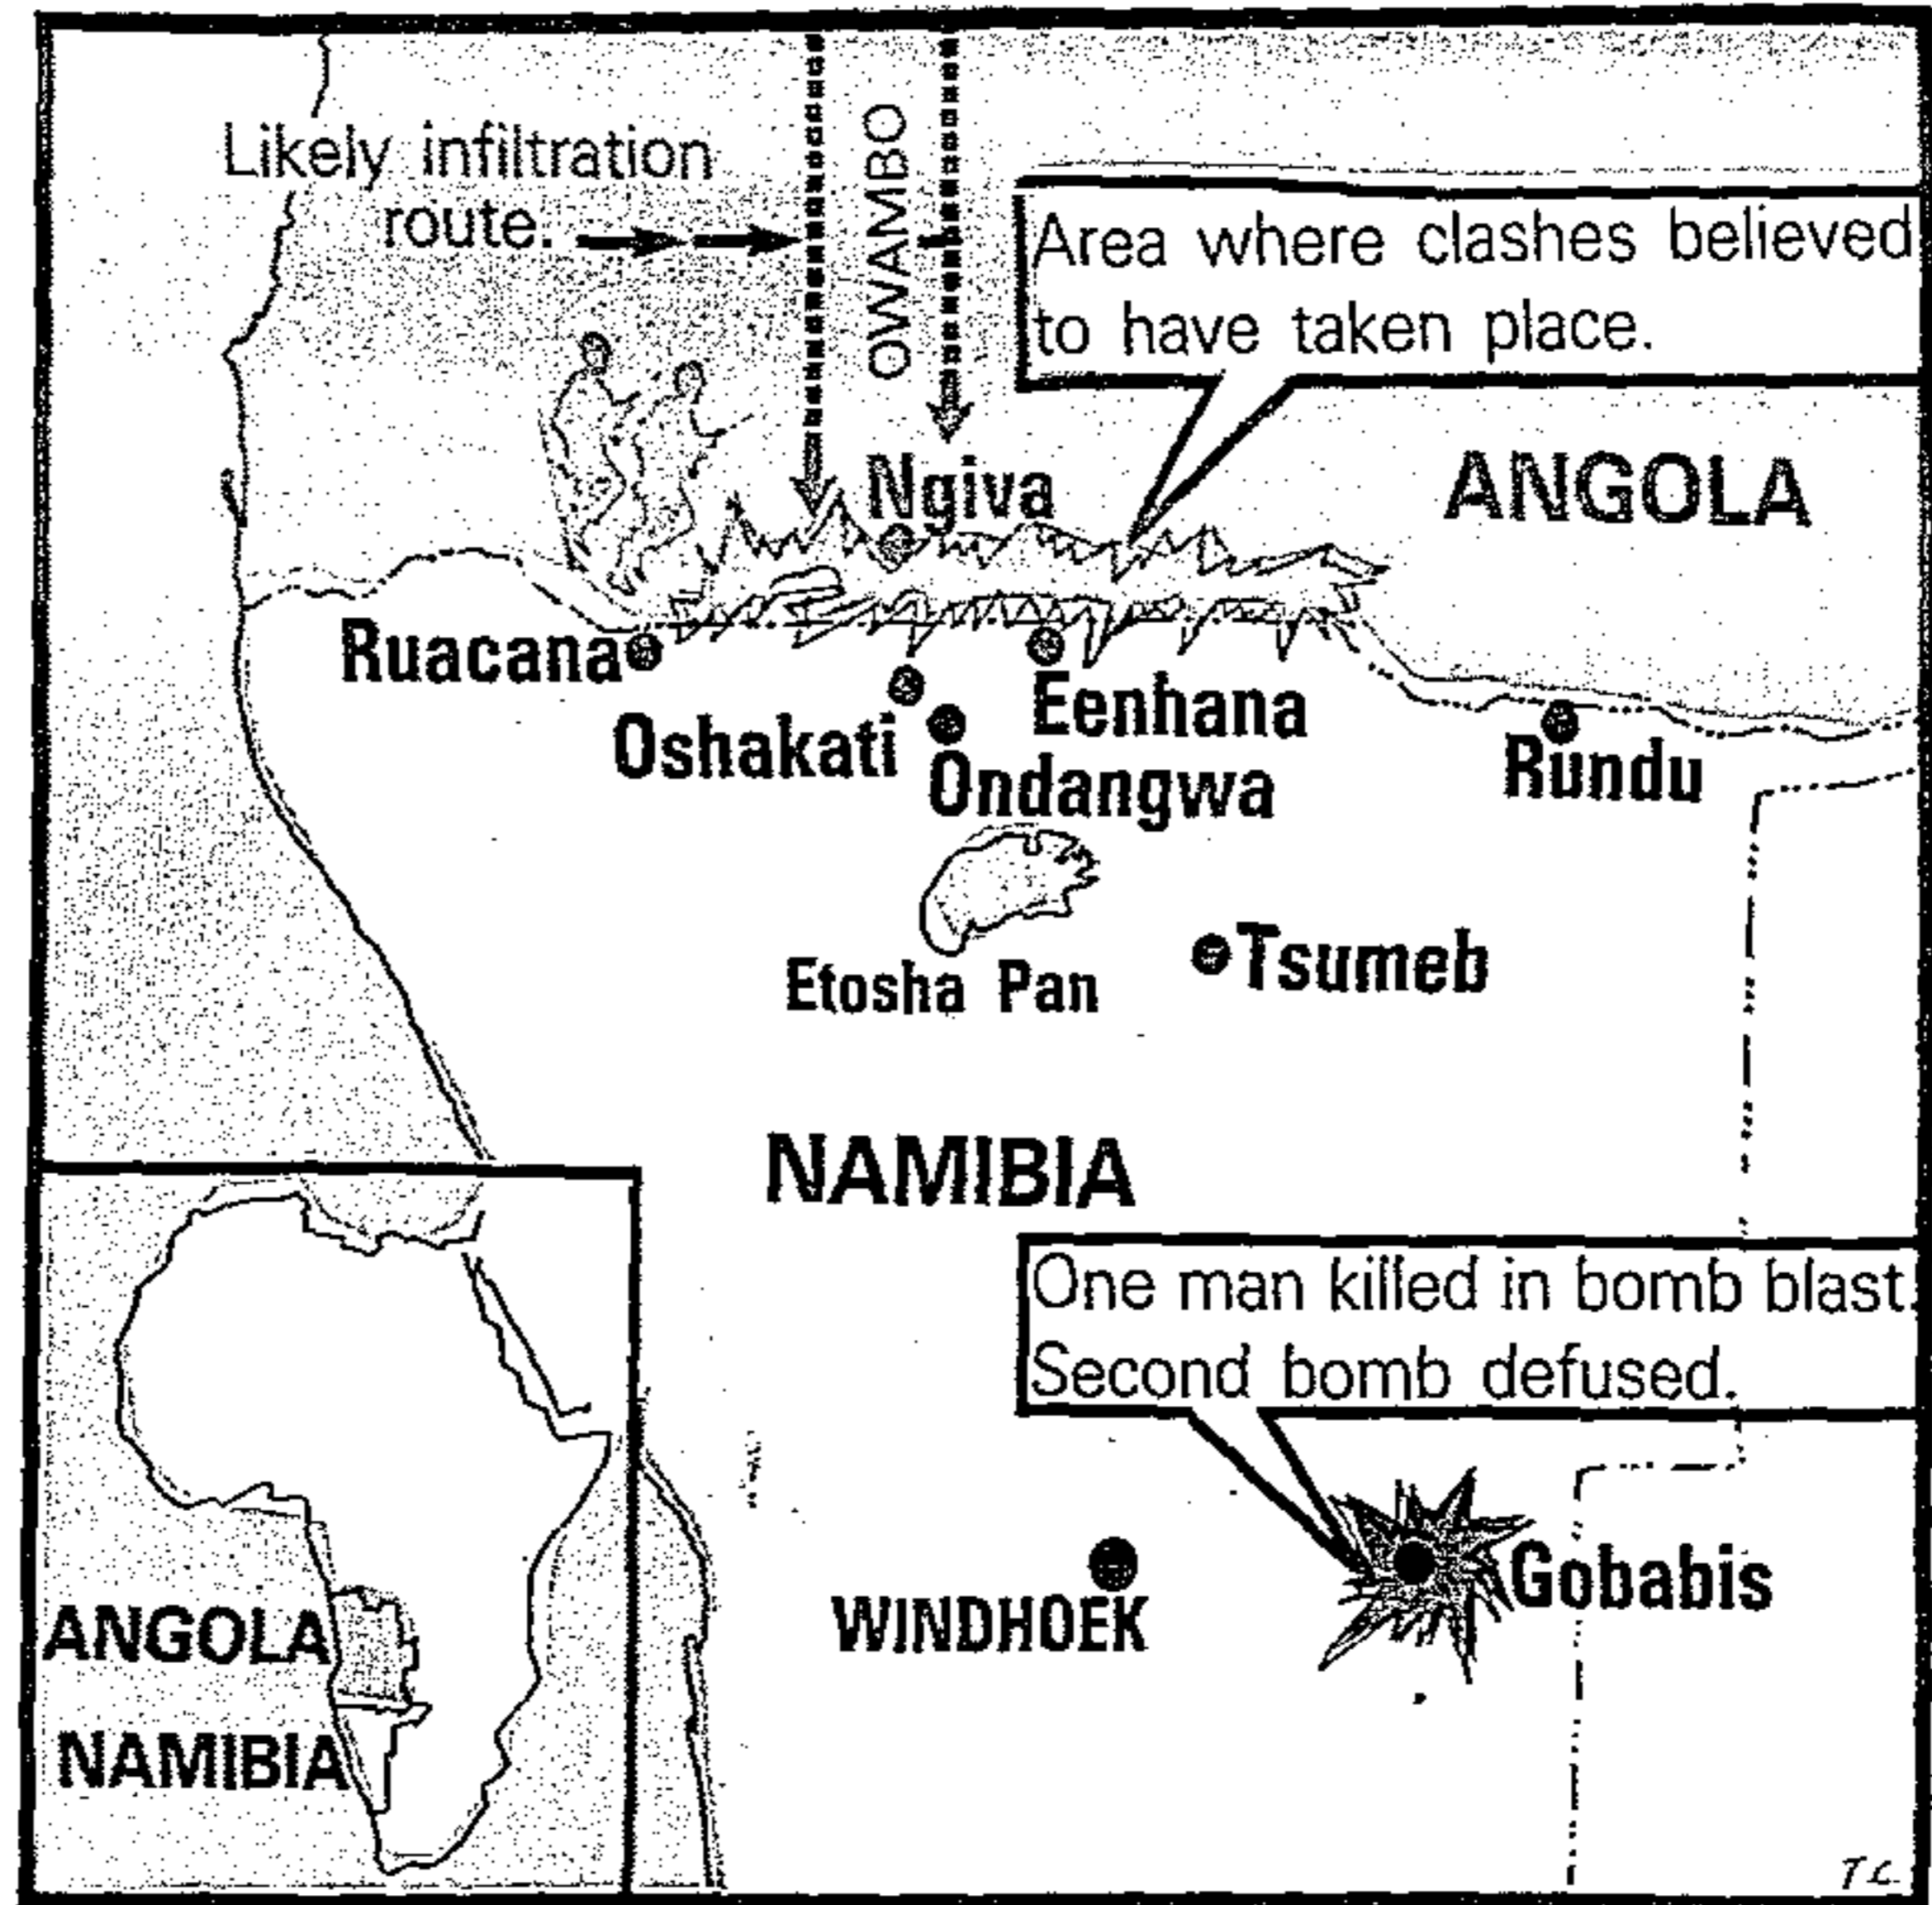 Likely infiltration
route.
OWAMBO
Area where clashes believed
to have taken place.
ANGOLA
Ngiva
Ruacana
Oshakati
Eenhana
Ondangwa
Rundu
Etosha Pan
Tsumeb
NAMIBIA
One man killed in bomb blast.
Second bomb defused.
WINDHOEK
Gobabis
ANGOLA
NAMIBIA
TC